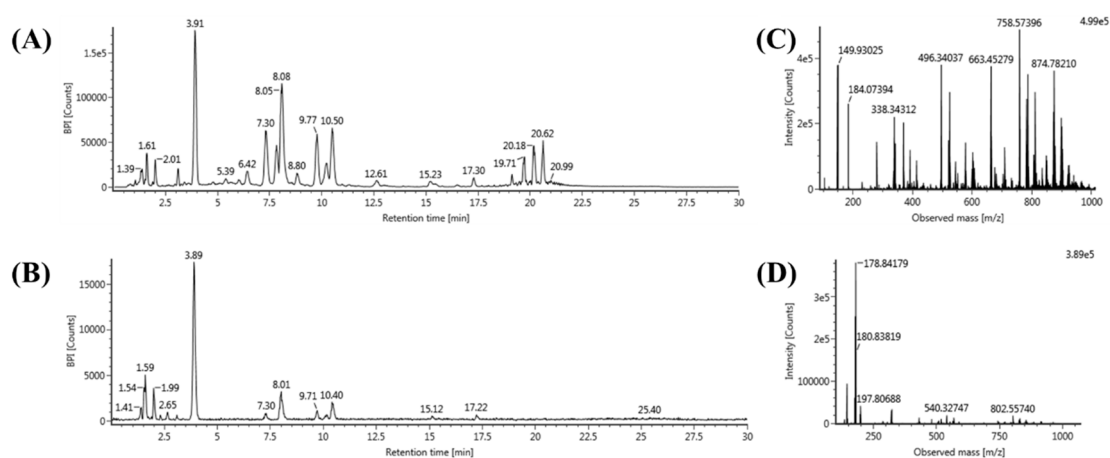 (A)
BPI [Counts]
1.5e5
100000
50000
0
3.91
1.39
1.61
2.01
5.39
6.42
7.30
8.05
8.08
8.80
9.77
10.50
12.61
15.23
17.30
19.71
20.18
20.62
20.99
2.5 5 7.5 10 12.5 15 17.5 20 22.5 25 27.5 30
Retention time [min]
(C)
Intensity [Counts]
4e5
2e5
0
149.93025
184.07394
338.34312
496.34037
663.45279
758.57396
874.78210
4.99e5
200 400 600 800 1000
Observed mass [m/z]
(B)
BPI [Counts]
15000
10000
5000
0
3.89
1.41
1.54
1.59
1.99
2.65
7.30
8.01
9.71
10.40
15.12
17.22
25.40
2.5 5 7.5 10 12.5 15 17.5 20 22.5 25 27.5 30
Retention time [min]
(D)
Intensity [Counts]
3e5
2e5
100000
0
178.84179
180.83819
197.80688
540.32747
802.55740
3.89e5
250 500 750 1000
Observed mass [m/z]